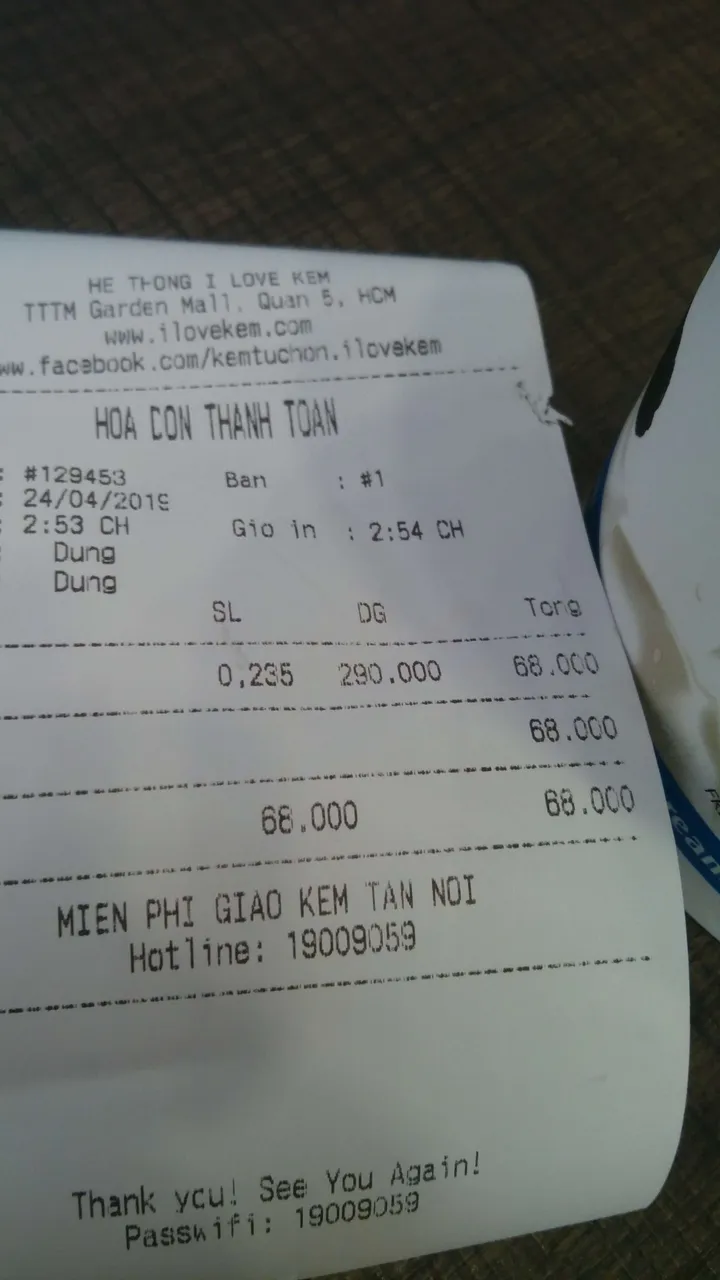 HE THONG I LOVE KEM
TTTM Garden Mall, Quan 5, HCM
www.ilovekem.com
ww.facebook.com/kemtuchon.ilovekem
HOA DON THANH TOAN
: #129453 Ban : #1
: 24/04/2019
: 2:53 CH Gio in : 2:54 CH
Dung
Dung
SL DG Tong
0,235 290.000 68.000
68.000
68.000 68.000
MIEN PHI GIAO KEM TAN NOI
Hotline: 19009059
Thank you! See You Again!
Passwifi: 19009059
ream